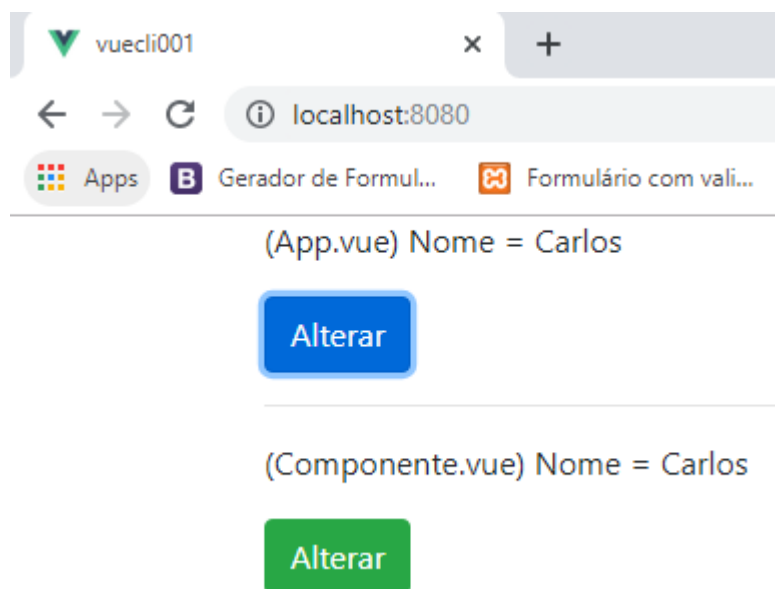 vuecli001
localhost:8080
Apps B Gerador de Formul... Formulário com vali...
(App.vue) Nome = Carlos
Alterar
(Componente.vue) Nome = Carlos
Alterar